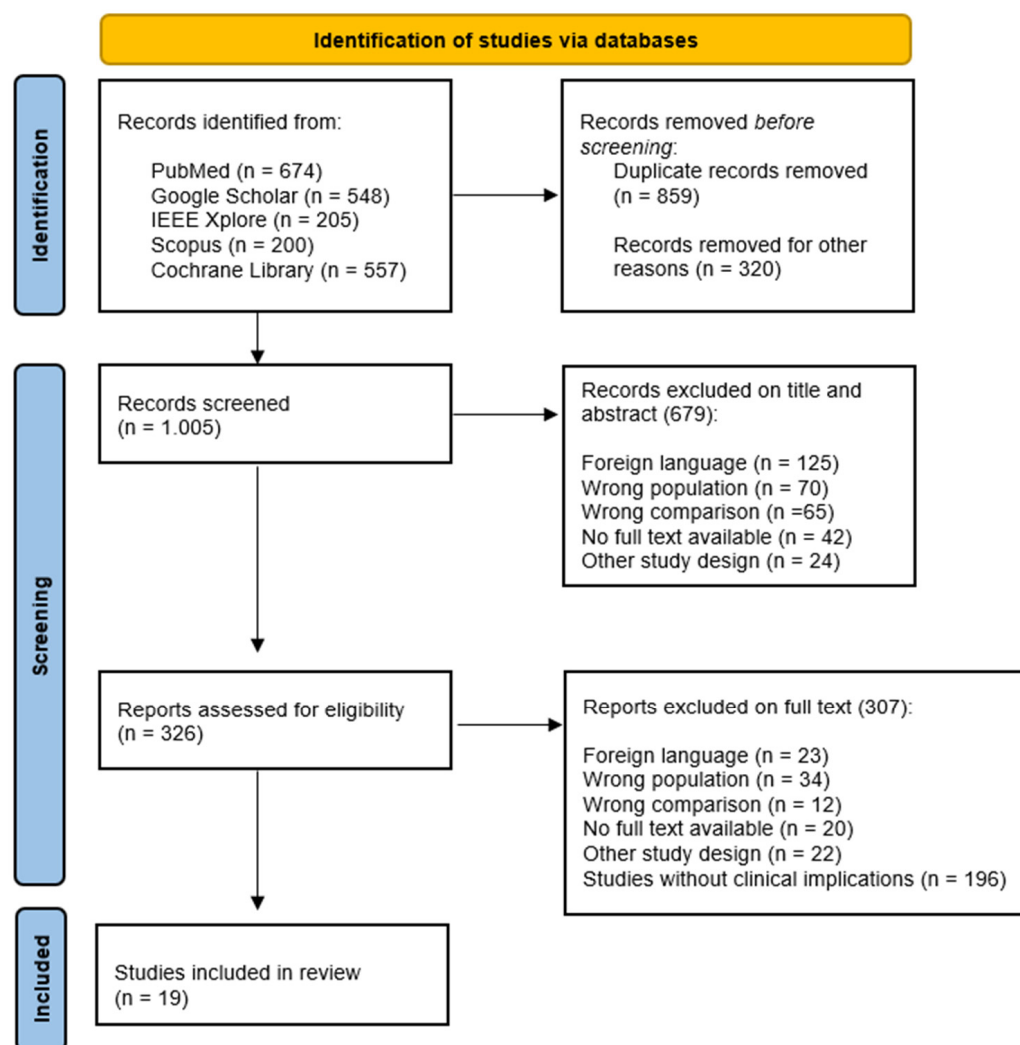 Identification of studies via databases
Identification
Records identified from:
PubMed (n = 674)
Google Scholar (n = 548)
IEEE Xplore (n = 205)
Scopus (n = 200)
Cochrane Library (n = 557)
Records removed before
screening:
Duplicate records removed
(n = 859)
Records removed for other
reasons (n = 320)
Screening
Records screened
(n = 1.005)
Records excluded on title and
abstract (679):
Foreign language (n = 125)
Wrong population (n = 70)
Wrong comparison (n =65)
No full text available (n = 42)
Other study design (n = 24)
Reports assessed for eligibility
(n = 326)
Reports excluded on full text (307):
Foreign language (n = 23)
Wrong population (n = 34)
Wrong comparison (n = 12)
No full text available (n = 20)
Other study design (n = 22)
Studies without clinical implications (n = 196)
Included
Studies included in review
(n = 19)